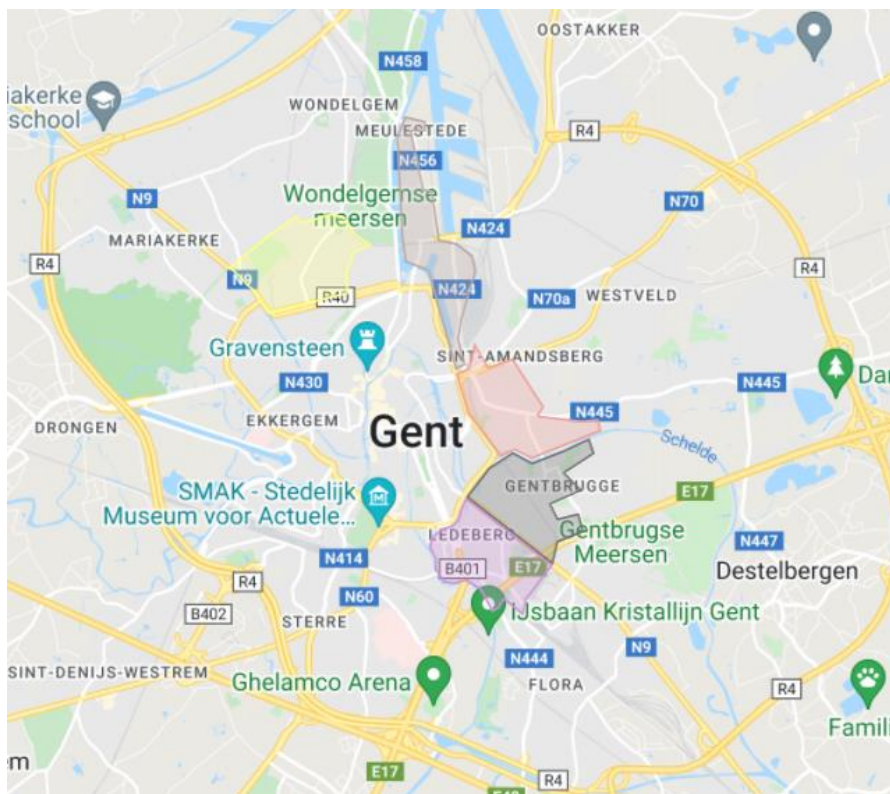 OOSTAKKER
N458
iakerke
school
WONDELGEM
MEULESTEDE
R4
N456
N9
Wondelgemse
meersen
N70
N424
MARIAKERKE
R4
R4
N9
R40
N424
N70a
WESTVELD
Gravensteen
SINT-AMANDSBERG
Dar
N430
N445
EKKERGEM
N445
DRONGEN
Gent
Schelde
SMAK - Stedelijk
Museum voor Actuele...
GENTBRUGGE
E17
LEDEBERG
Gentbrugse
Meersen
N447
N414
B401
E17
Destelbergen
R4
N60
B402
IJsbaan Kristallijn Gent
STERRE
N9
SINT-DENIJS-WESTREM
N444
Ghelamco Arena
FLORA
R4
Famili
em
E17
R4